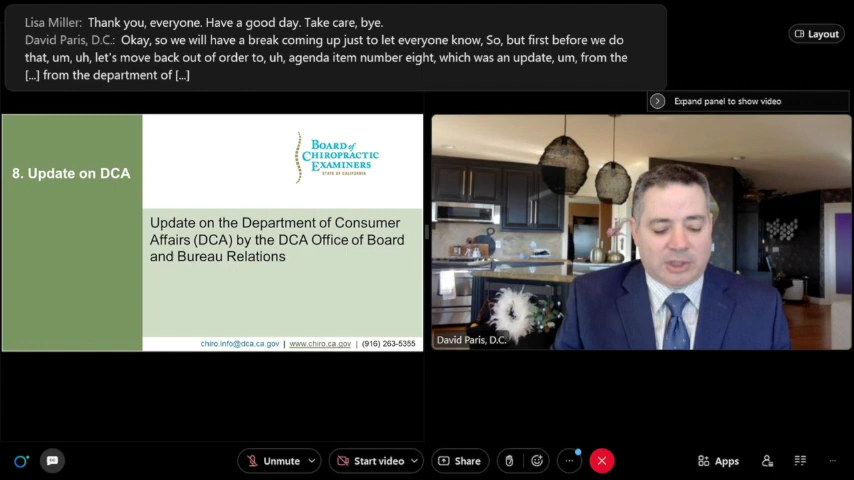 Lisa Miller: Thank you, everyone. Have a good day. Take care, bye.
David Paris, D.C.: Okay, so we will have a break coming up just to let everyone know, So, but first before we do
that, um, uh, let's move back out of order to, uh, agenda item number eight, which was an update, um, from the
[...] from the department of [...]
Layout
Expand panel to show video
8. Update on DCA
BOARD of
CHIROPRACTIC
EXAMINERS
STATE OF CALIFORNIA
Update on the Department of Consumer
Affairs (DCA) by the DCA Office of Board
and Bureau Relations
chiro.info@dca.ca.gov | www.chiro.ca.gov | (916) 263-5355
David Paris, D.C.
Unmute
Start video
Share
Apps